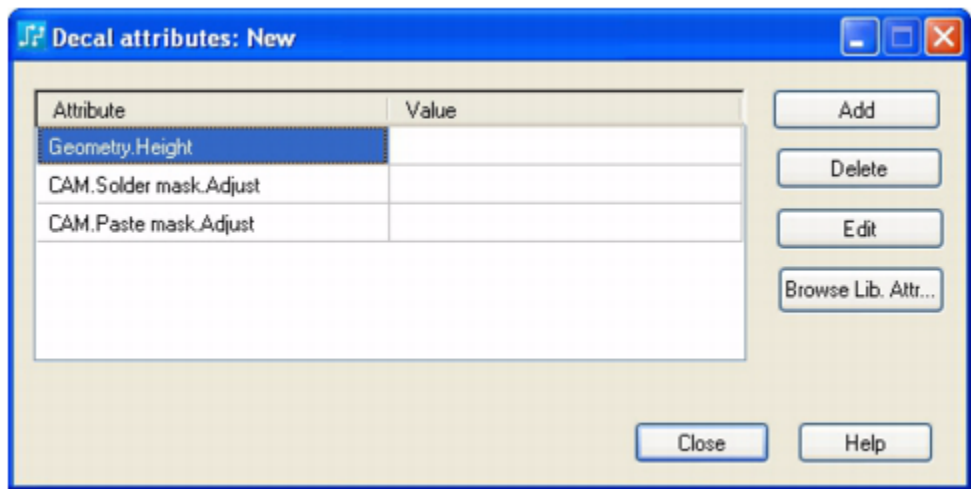 Decal attributes: New
Attribute Value
Geometry.Height
CAM.Solder mask.Adjust
CAM.Paste mask.Adjust
Add
Delete
Edit
Browse Lib. Attr...
Close Help